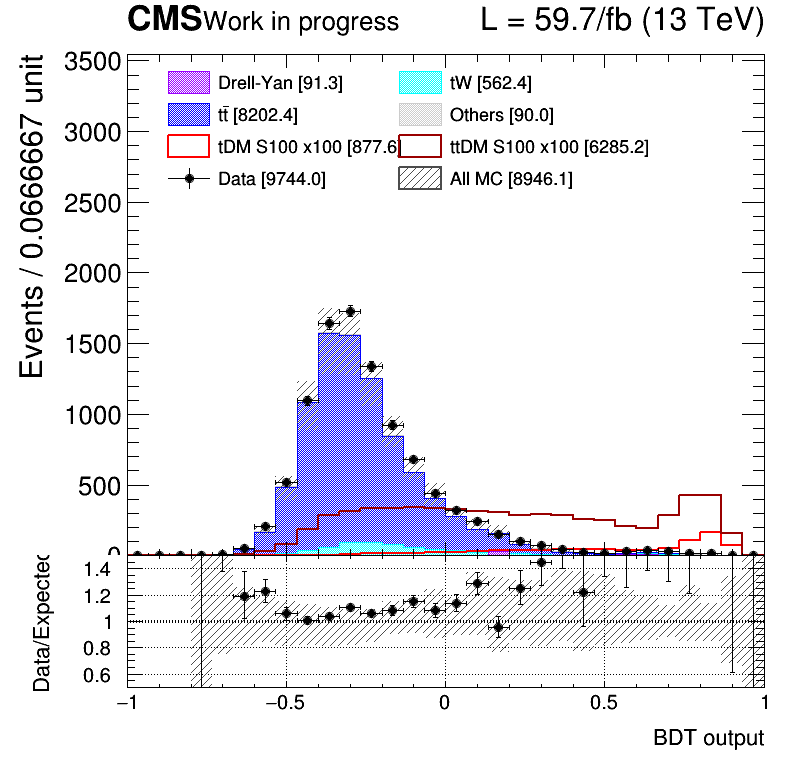 CMS Work in progress L = 59.7/fb (13 TeV)
Events / 0.0666667 unit
3500
3000
2500
2000
1500
1000
500
0
Drell-Yan [91.3]
tW [562.4]
tt̄ [8202.4]
Others [90.0]
tDM S100 x100 [877.6]
ttDM S100 x100 [6285.2]
Data [9744.0]
All MC [8946.1]
Data/Expected
1.4
1.2
1
0.8
0.6
−1 −0.5 0 0.5 1
BDT output